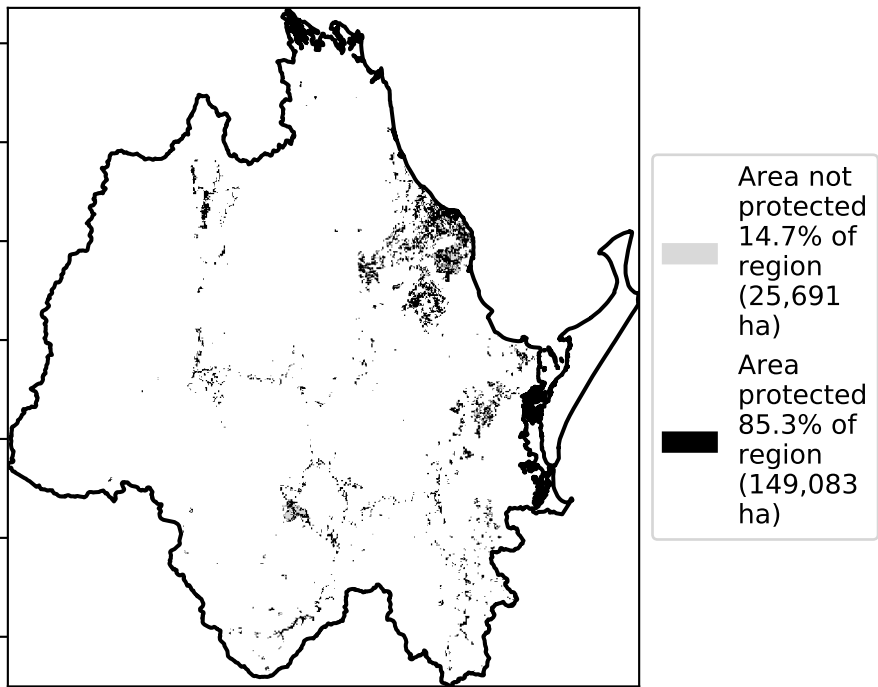 Area not
protected
14.7% of
region
(25,691
ha)
Area
protected
85.3% of
region
(149,083
ha)